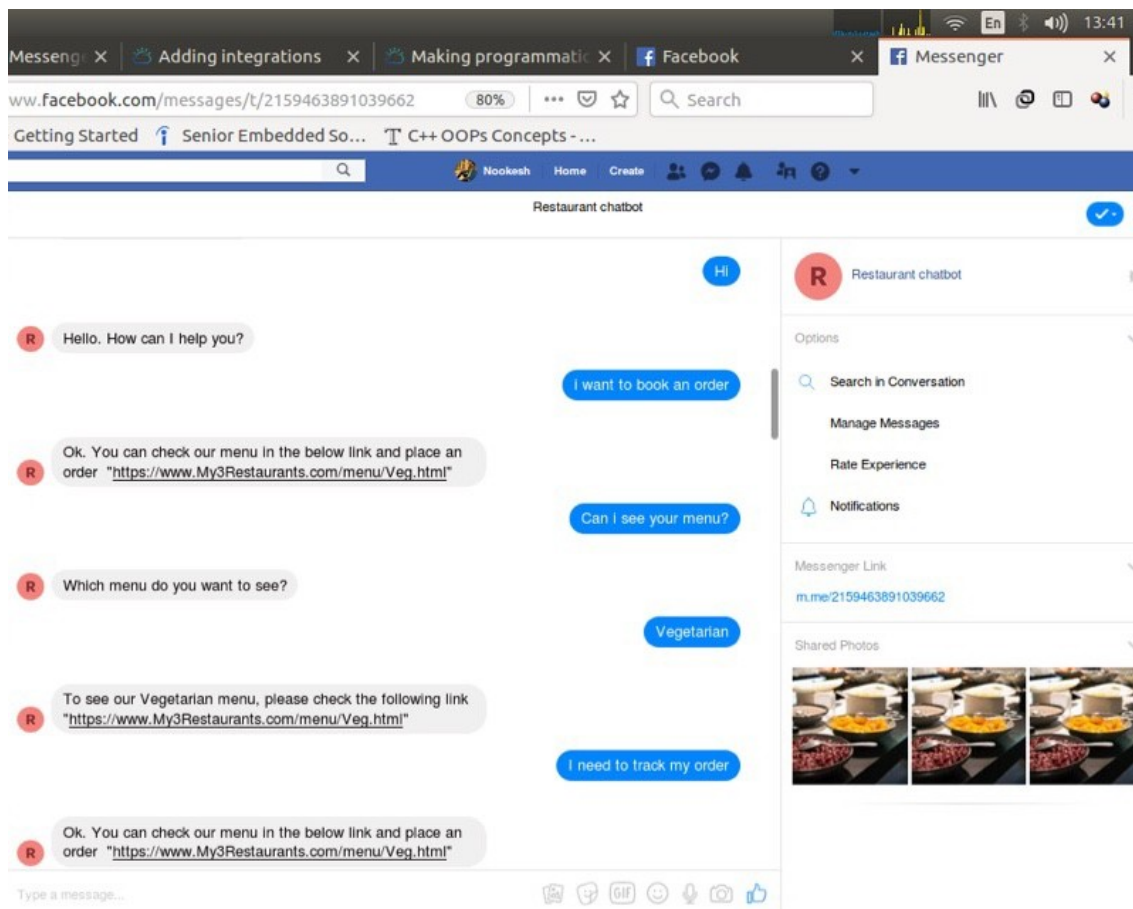 En 13:41
Messeng
Adding integrations
Making programmatic
Facebook
Messenger
ww.facebook.com/messages/t/2159463891039662
80%
Search
Getting Started
Senior Embedded So...
C++ OOPs Concepts - ...
Nookesh
Home
Create
Restaurant chatbot
Hi
R
Restaurant chatbot
R
Hello. How can I help you?
Options
i want to book an order
Search in Conversation
Manage Messages
Ok. You can check our menu in the below link and place an
order "https://www.My3Restaurants.com/menu/Veg.html"
R
Rate Experience
Can I see your menu?
Notifications
Messenger Link
R
Which menu do you want to see?
m.me/2159463891039662
Vegetarian
Shared Photos
To see our Vegetarian menu, please check the following link
"https://www.My3Restaurants.com/menu/Veg.html"
R
I need to track my order
Ok. You can check our menu in the below link and place an
order "https://www.My3Restaurants.com/menu/Veg.html"
R
Type a message...
GIF